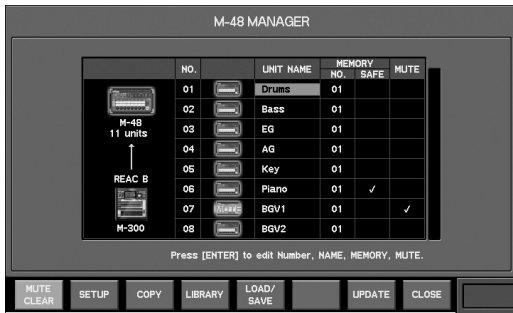 M-48 MANAGER
NO. UNIT NAME MEMORY MUTE
NO. SAFE
01 Drums 01
02 Bass 01
03 EG 01
04 AG 01
05 Key 01
06 Piano 01 ✓
07 MUTE BGV1 01 ✓
08 BGV2 01
M-48
11 units
REAC B
M-300
Press [ENTER] to edit Number, NAME, MEMORY, MUTE.
MUTE CLEAR
SETUP
COPY
LIBRARY
LOAD/
SAVE
UPDATE
CLOSE